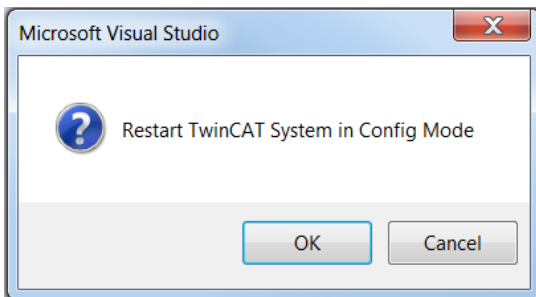 Microsoft Visual Studio
Restart TwinCAT System in Config Mode
OK
Cancel